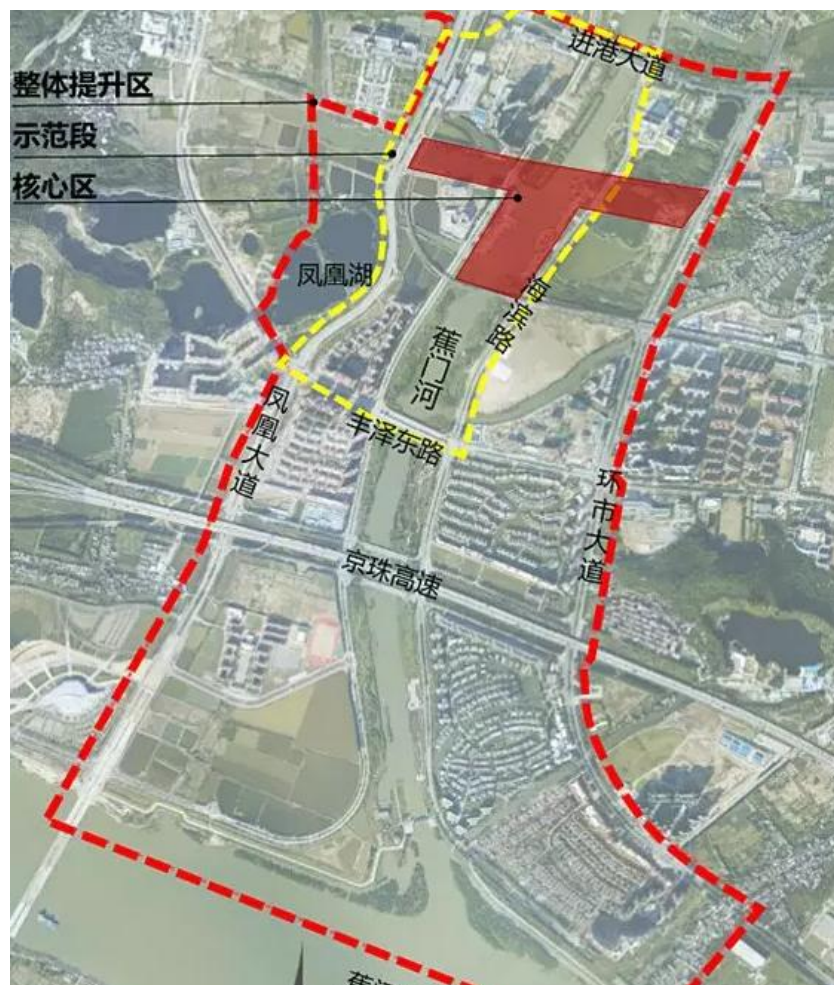 进港大道
整体提升区
示范段
核心区
凤凰湖
海滨路
蕉门河
凤凰大道
丰泽东路
环市大道
京珠高速
蕉